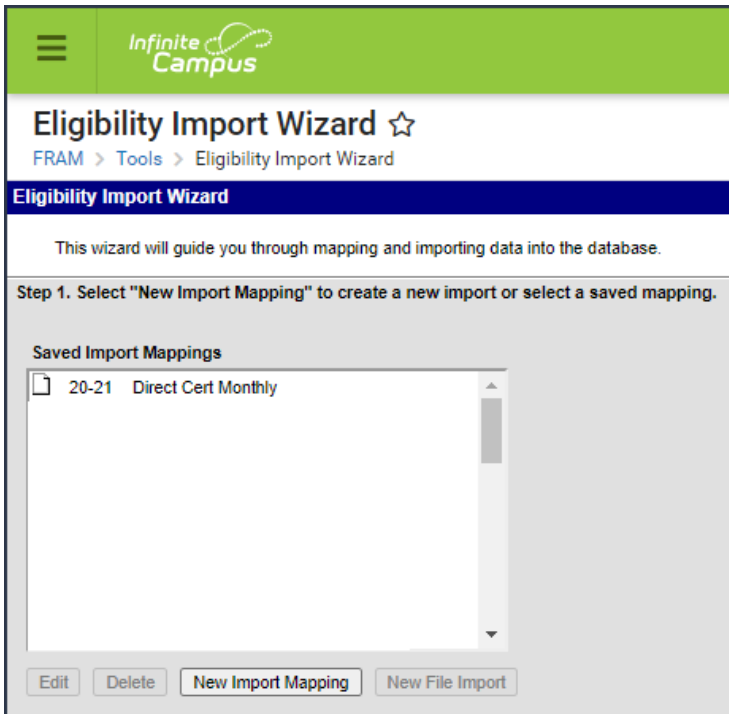 Infinite
Campus
Eligibility Import Wizard
FRAM > Tools > Eligibility Import Wizard
Eligibility Import Wizard
This wizard will guide you through mapping and importing data into the database.
Step 1. Select "New Import Mapping" to create a new import or select a saved mapping.
Saved Import Mappings
20-21 Direct Cert Monthly
Edit Delete New Import Mapping New File Import